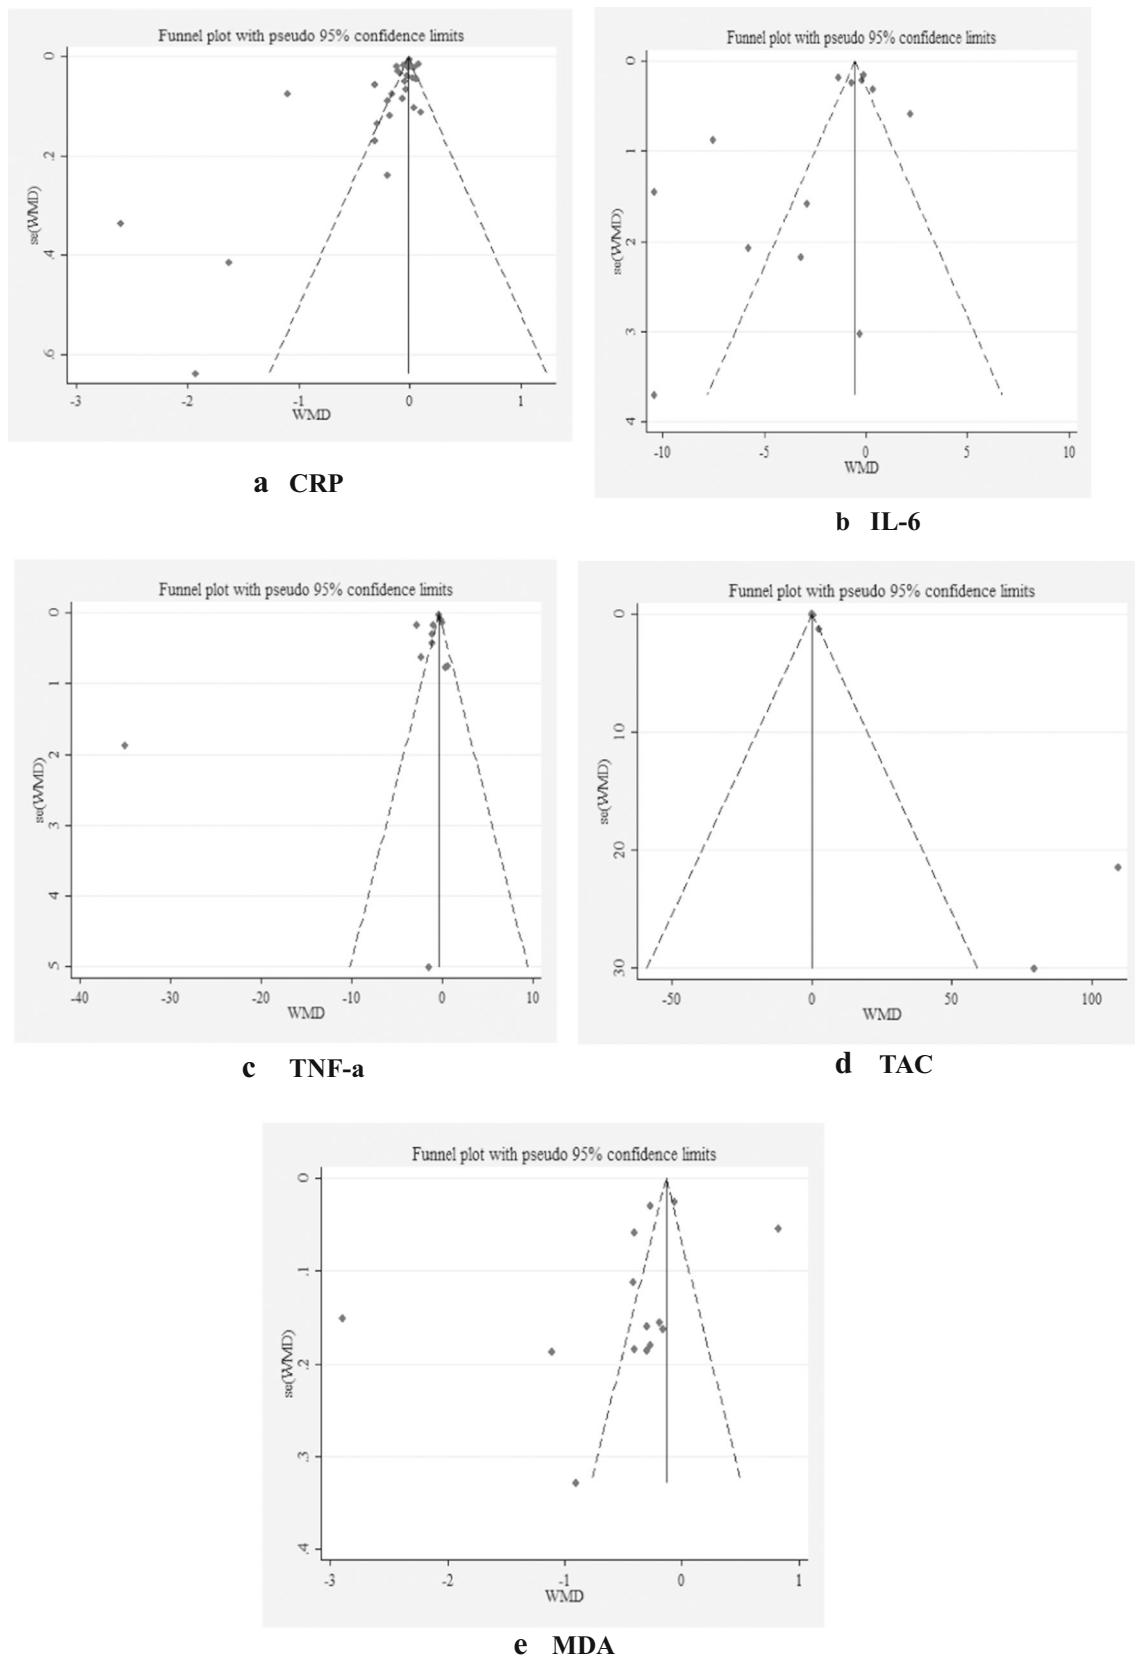 Funnel plot with pseudo 95% confidence limits
0
.2
.4
.6
se(WMD)
-3
-2
-1
0
1
WMD
a CRP
Funnel plot with pseudo 95% confidence limits
0
1
2
3
4
se(WMD)
-10
-5
0
5
10
WMD
b IL-6
Funnel plot with pseudo 95% confidence limits
0
1
2
3
4
5
se(WMD)
-40
-30
-20
-10
0
10
WMD
c TNF-a
Funnel plot with pseudo 95% confidence limits
0
10
20
30
se(WMD)
-50
0
50
100
WMD
d TAC
Funnel plot with pseudo 95% confidence limits
0
.1
.2
.3
.4
se(WMD)
-3
-2
-1
0
1
WMD
e MDA